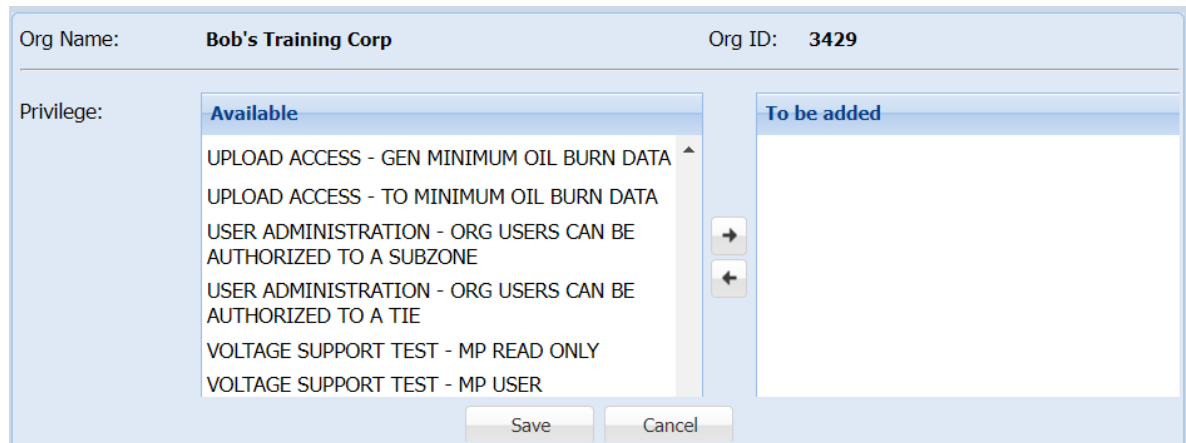 Org Name: Bob's Training Corp Org ID: 3429
Privilege:
Available
To be added
UPLOAD ACCESS - GEN MINIMUM OIL BURN DATA
UPLOAD ACCESS - TO MINIMUM OIL BURN DATA
USER ADMINISTRATION - ORG USERS CAN BE
AUTHORIZED TO A SUBZONE
USER ADMINISTRATION - ORG USERS CAN BE
AUTHORIZED TO A TIE
VOLTAGE SUPPORT TEST - MP READ ONLY
VOLTAGE SUPPORT TEST - MP USER
Save Cancel